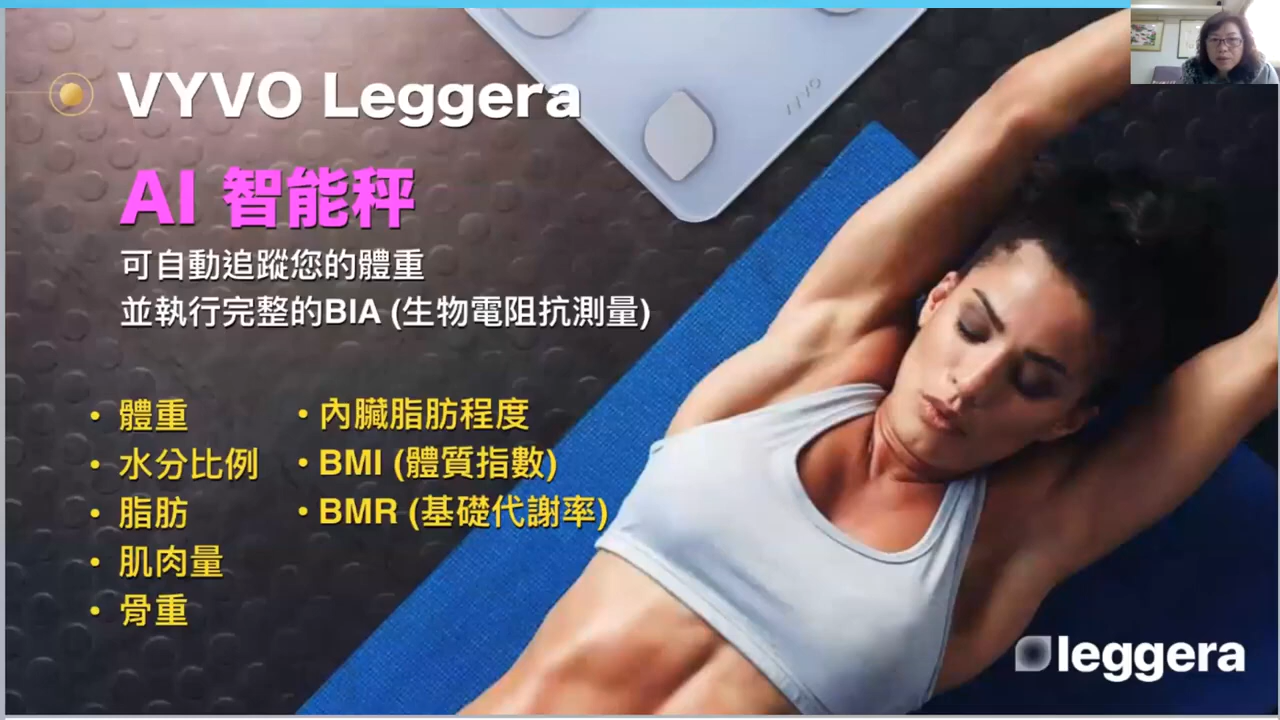 VYVO Leggera
AI 智能秤
可自動追蹤您的體重
並執行完整的BIA (生物電阻抗測量)
• 體重
• 水分比例
• 脂肪
• 肌肉量
• 骨重
• 內臟脂肪程度
• BMI (體質指數)
• BMR (基礎代謝率)
leggera